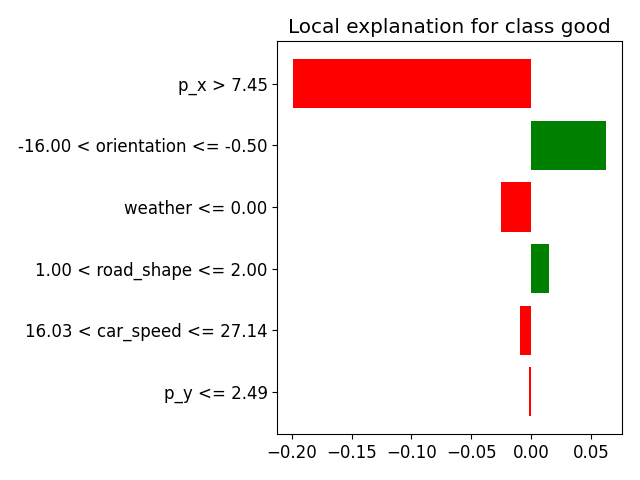 Local explanation for class good
p_x > 7.45
-16.00 < orientation <= -0.50
weather <= 0.00
1.00 < road_shape <= 2.00
16.03 < car_speed <= 27.14
p_y <= 2.49
−0.20 −0.15 −0.10 −0.05 0.00 0.05